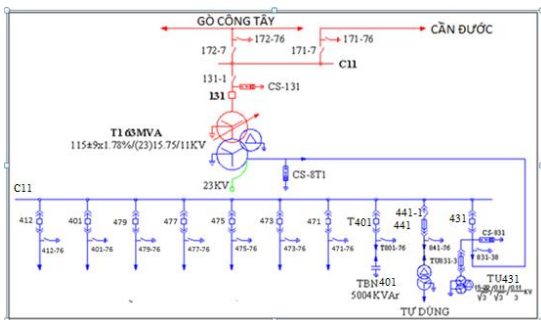 GÒ CÔNG TÂY
CẦN ĐƯỚC
172-76
171-76
172-7
171-7
C11
131-1
CS-131
131
T1 63MVA
115±9x1.78%/(23)15.75/11KV
CS-8T1
23KV
C11
412
401
479
477
475
473
471
T401
441-1
441
431
CS-831
412-76
401-76
479-76
477-76
475-76
473-76
471-76
T801-76
841-76
831-38
TU831-3
TBN401
5004KVAr
TU431
TỰ DÙNG